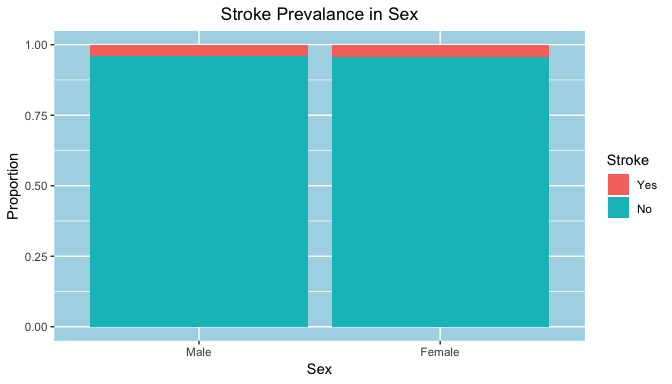 Stroke Prevalance in Sex
Proportion
1.00
0.75
0.50
0.25
0.00
Male
Female
Sex
Stroke
Yes
No